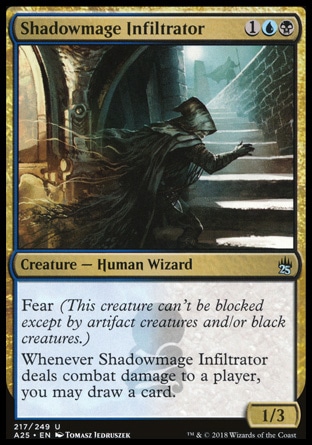 Shadowmage Infiltrator 1
Creature — Human Wizard
25
Fear (This creature can't be blocked
except by artifact creatures and/or black
creatures.)
Whenever Shadowmage Infiltrator
deals combat damage to a player,
you may draw a card.
1/3
217/249 U
A25 • EN Tomasz Jedruszek
™ & © 2018 Wizards of the Coast